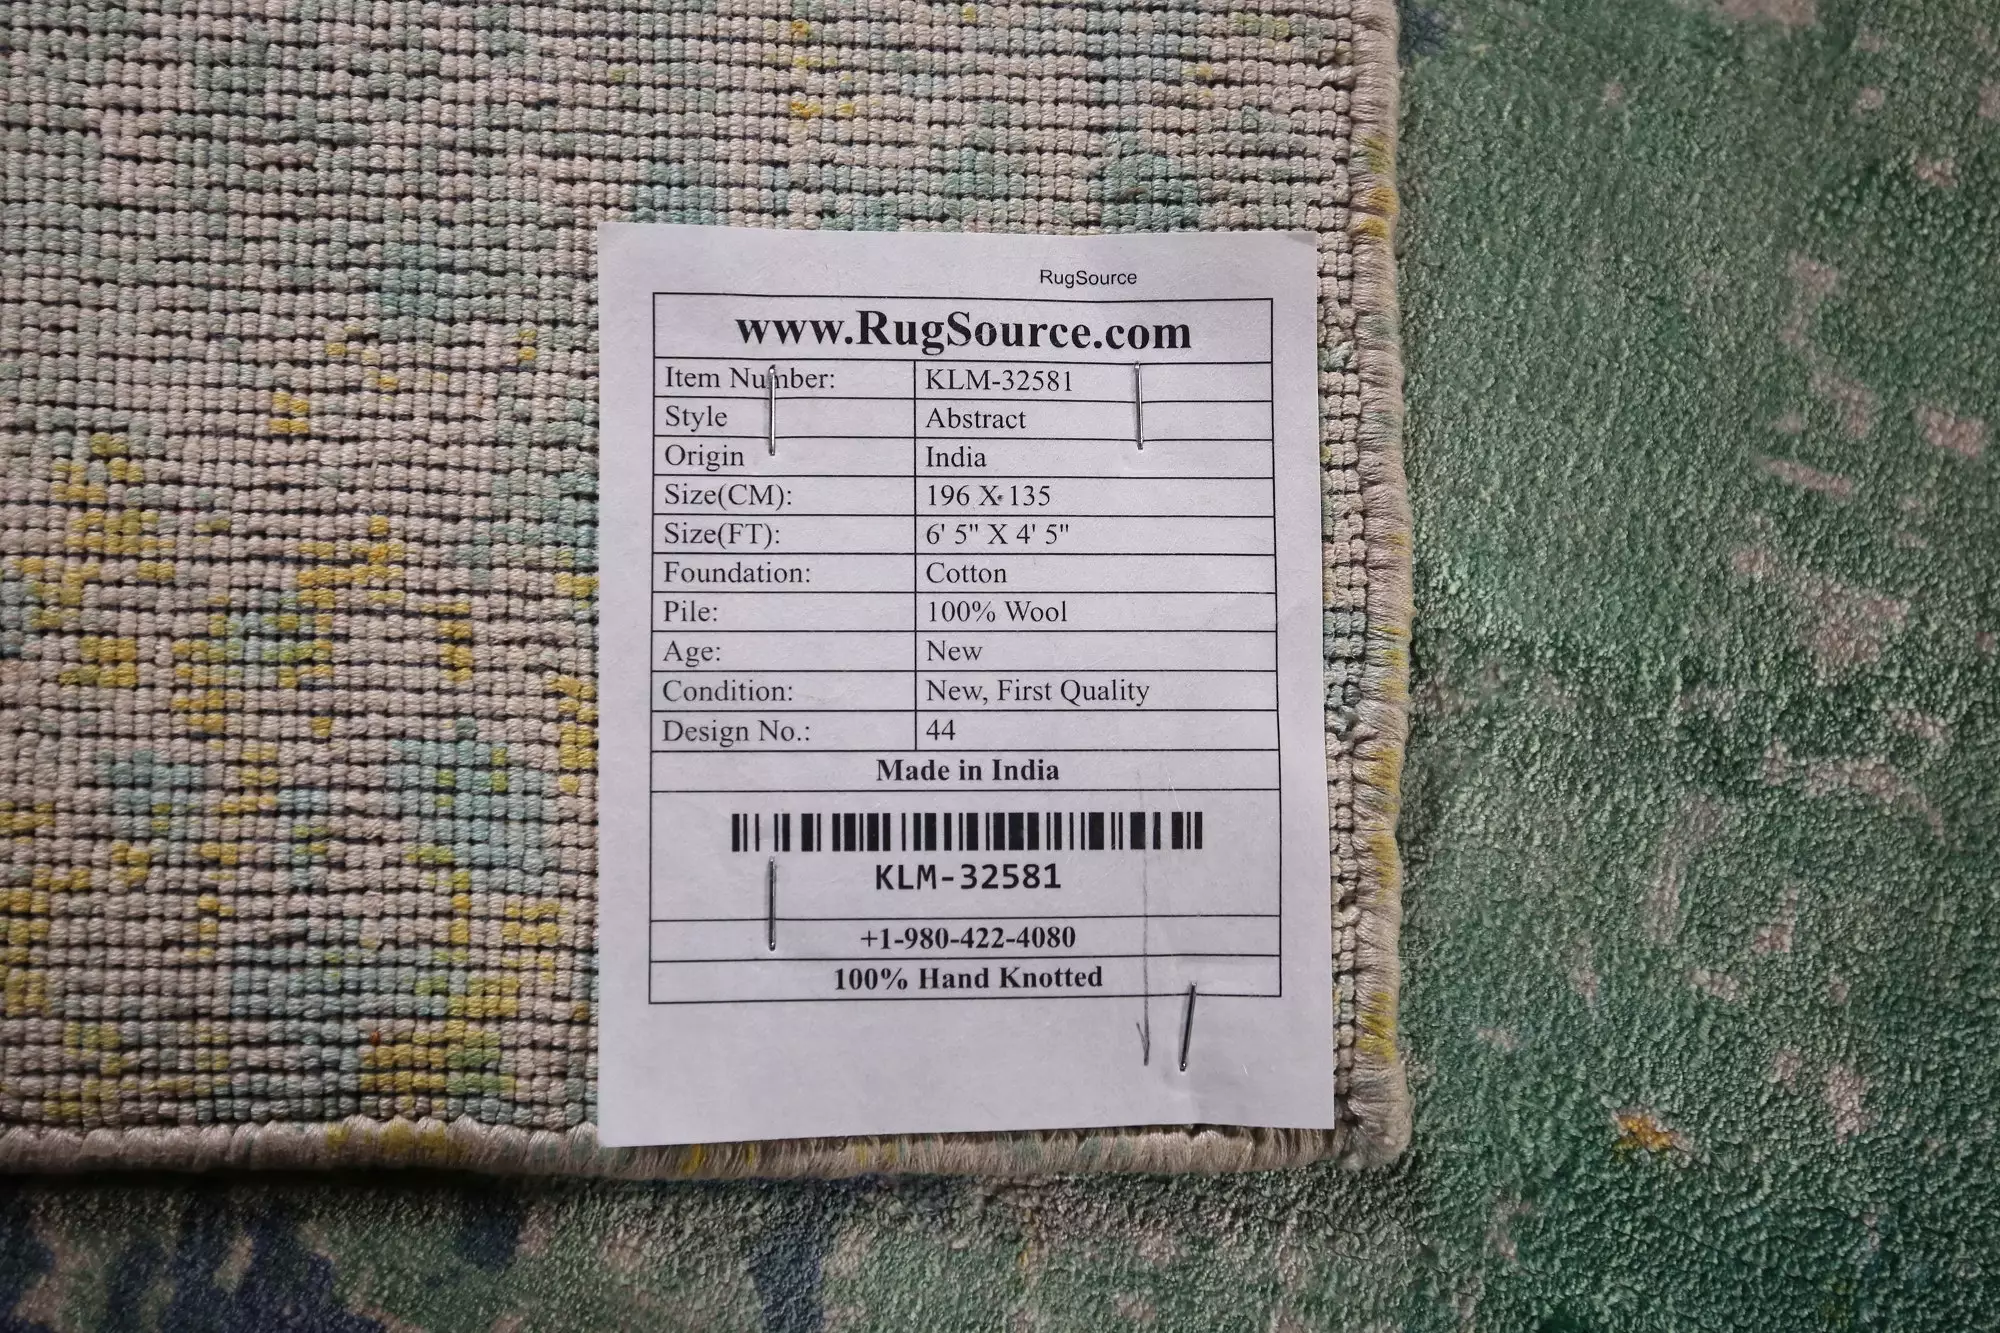 RugSource
www.RugSource.com
Item Number: KLM-32581
Style Abstract
Origin India
Size(CM): 196 X 135
Size(FT): 6' 5" X 4' 5"
Foundation: Cotton
Pile: 100% Wool
Age: New
Condition: New, First Quality
Design No.: 44
Made in India
KLM-32581
+1-980-422-4080
100% Hand Knotted